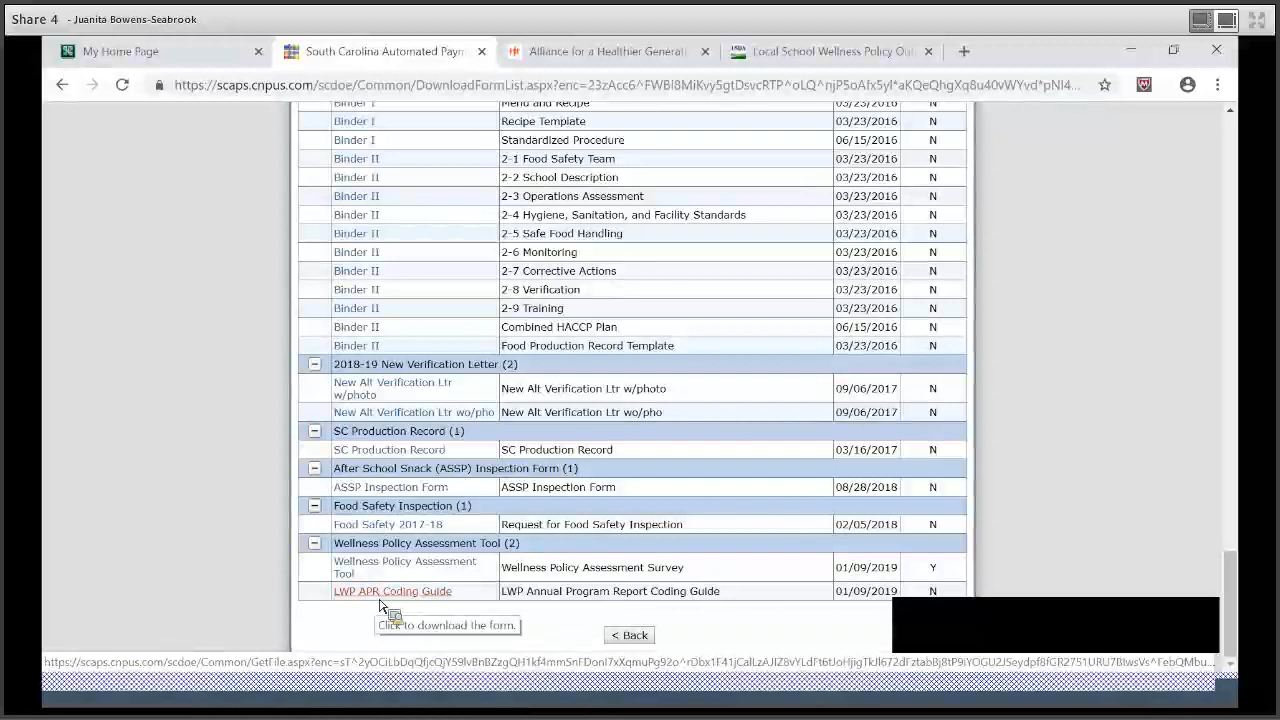 Share 4 - Juanita Bowens-Seabrook
My Home Page
South Carolina Automated Paym
Alliance for a Healthier Generati
Local School Wellness Policy Out
https://scaps.cnpus.com/scdoe/Common/DownloadFormList.aspx?enc=
Binder I Menu and Recipe 03/23/2016 N
Binder I Recipe Template 03/23/2016 N
Binder I Standardized Procedure 06/15/2016 N
Binder II 2-1 Food Safety Team 03/23/2016 N
Binder II 2-2 School Description 03/23/2016 N
Binder II 2-3 Operations Assessment 03/23/2016 N
Binder II 2-4 Hygiene, Sanitation, and Facility Standards 03/23/2016 N
Binder II 2-5 Safe Food Handling 03/23/2016 N
Binder II 2-6 Monitoring 03/23/2016 N
Binder II 2-7 Corrective Actions 03/23/2016 N
Binder II 2-8 Verification 03/23/2016 N
Binder II 2-9 Training 03/23/2016 N
Binder II Combined HACCP Plan 06/15/2016 N
Binder II Food Production Record Template 03/23/2016 N
2018-19 New Verification Letter (2)
New Alt Verification Ltr
w/photo
New Alt Verification Ltr w/photo 09/06/2017 N
New Alt Verification Ltr wo/pho New Alt Verification Ltr wo/pho 09/06/2017 N
SC Production Record (1)
SC Production Record SC Production Record 03/16/2017 N
After School Snack (ASSP) Inspection Form (1)
ASSP Inspection Form ASSP Inspection Form 08/28/2018 N
Food Safety Inspection (1)
Food Safety 2017-18 Request for Food Safety Inspection 02/05/2018 N
Wellness Policy Assessment Tool (2)
Wellness Policy Assessment
Tool
Wellness Policy Assessment Survey 01/09/2019 Y
LWP APR Coding Guide LWP Annual Program Report Coding Guide 01/09/2019 N
Click to download the form.
< Back
https://scaps.cnpus.com/scdoe/Common/GetFile.aspx?enc=